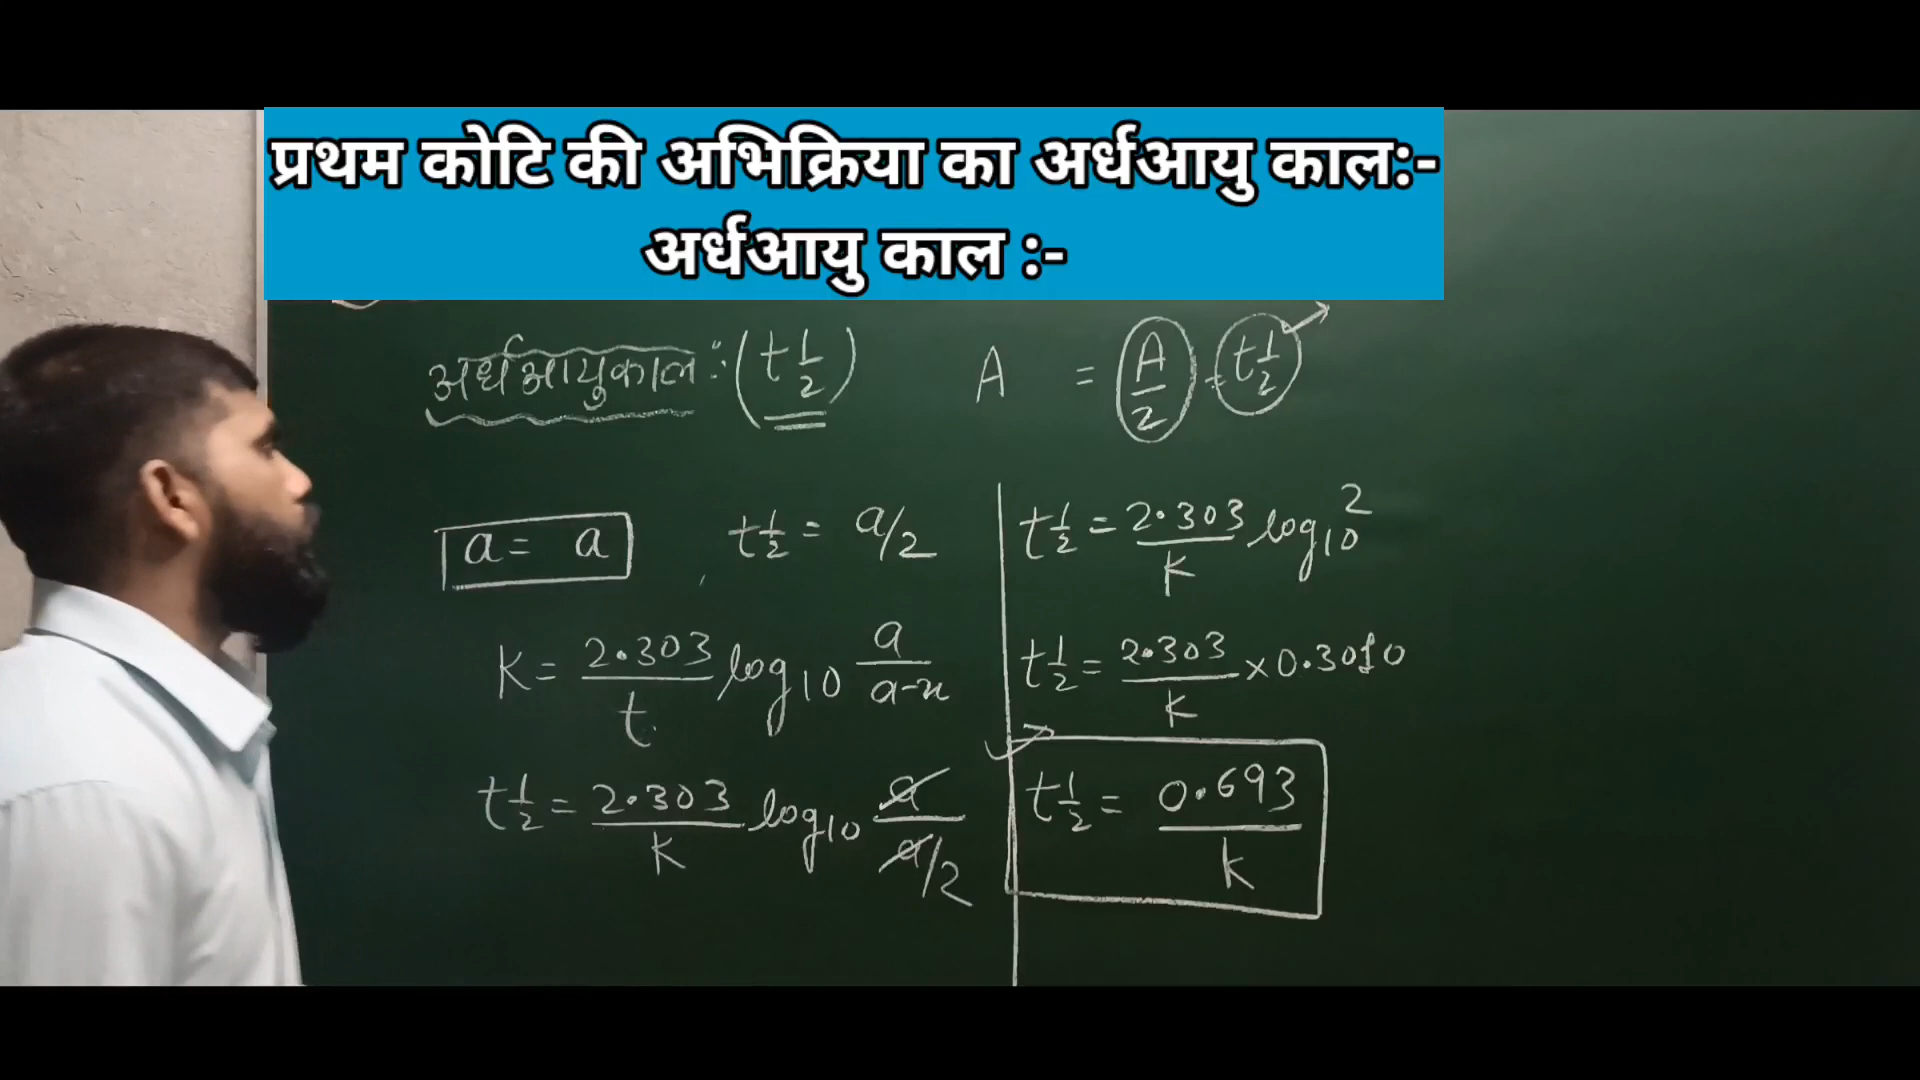 प्रथम कोटि की अभिक्रिया का अर्धआयु काल:-
अर्धआयु काल :-
अर्धआयुकाल :- (t½) A = A/2 = t½
a = a t½ = a/2
K = 2.303/t log10 a/a-x
t½ = 2.303/K log10 a/a/2
t½ = 2.303/K log10 2
t½ = 2.303/K × 0.3010
t½ = 0.693/K